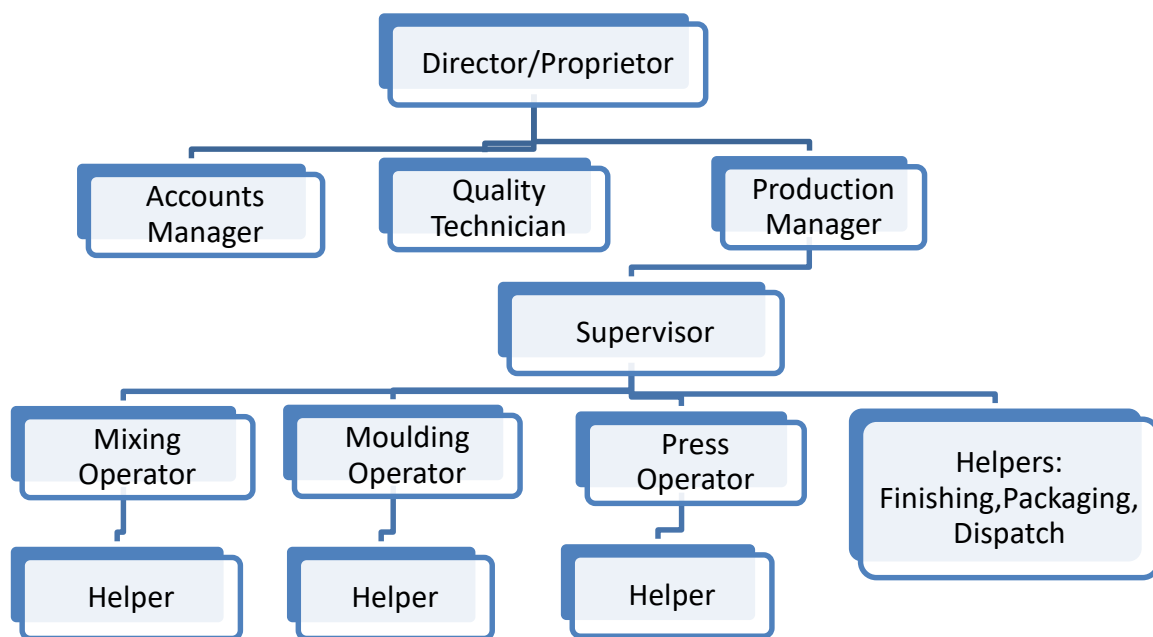 Director/Proprietor
Accounts
Manager
Quality
Technician
Production
Manager
Supervisor
Mixing
Operator
Moulding
Operator
Press
Operator
Helpers:
Finishing,Packaging,
Dispatch
Helper
Helper
Helper